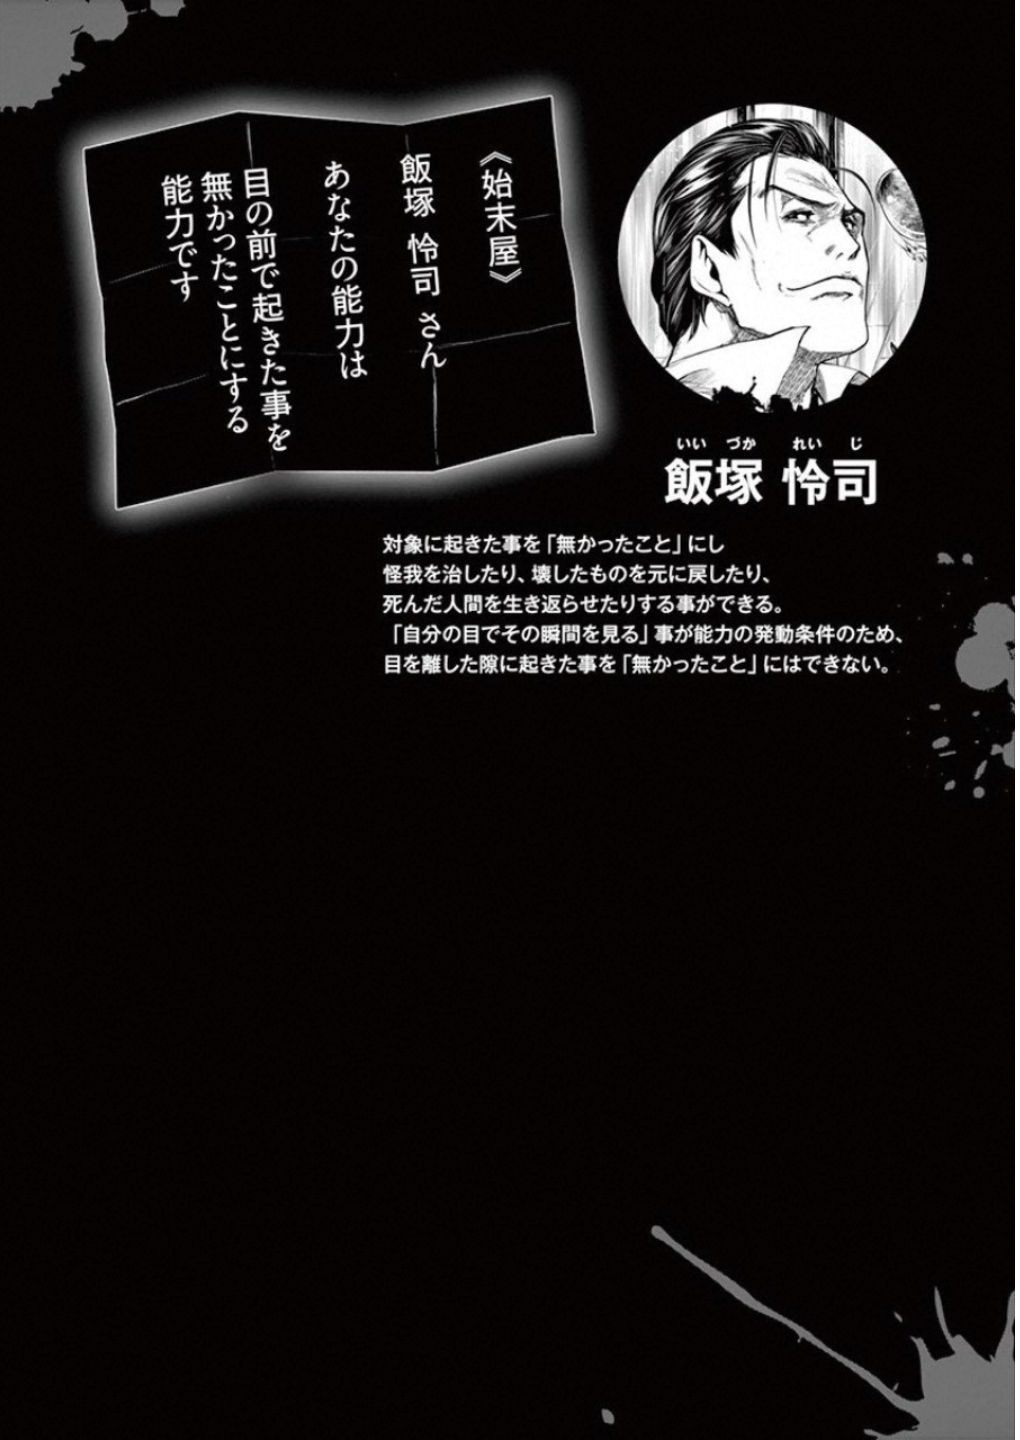 《始末屋》
飯塚 怜司 さん
あなたの能力は
目の前で起きた事を
無かったことにする
能力です
いいづか れいじ
飯塚 怜司
対象に起きた事を「無かったこと」にし
怪我を治したり、壊したものを元に戻したり、
死んだ人間を生き返らせたりする事ができる。
「自分の目でその瞬間を見る」事が能力の発動条件のため、
目を離した隙に起きた事を「無かったこと」にはできない。